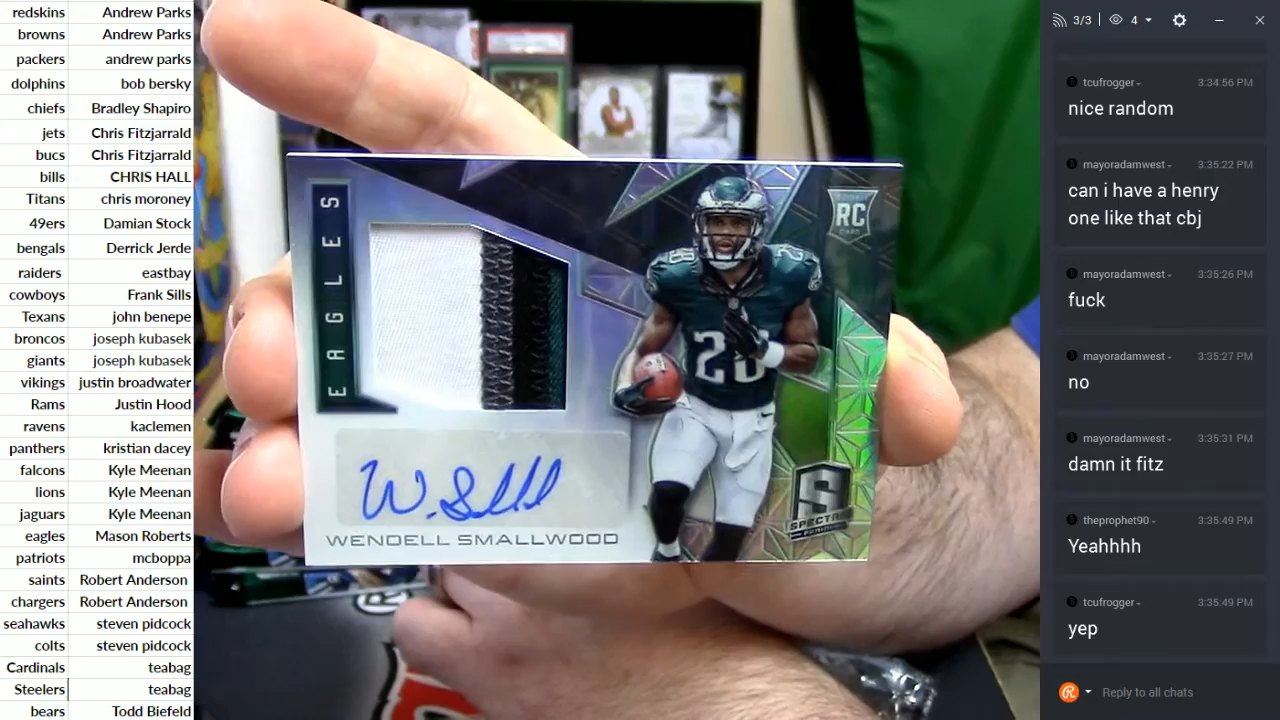 redskins Andrew Parks
browns Andrew Parks
packers andrew parks
dolphins bob bersky
chiefs Bradley Shapiro
jets Chris Fitzjarrald
bucs Chris Fitzjarrald
bills CHRIS HALL
Titans chris moroney
49ers Damian Stock
bengals Derrick Jerde
raiders eastbay
cowboys Frank Sills
Texans john benepe
broncos joseph kubasek
giants joseph kubasek
vikings justin broadwater
Rams Justin Hood
ravens kaclemen
panthers kristian dacey
falcons Kyle Meenan
lions Kyle Meenan
jaguars Kyle Meenan
eagles Mason Roberts
patriots mcboppa
saints Robert Anderson
chargers Robert Anderson
seahawks steven pidcock
colts steven pidcock
Cardinals teabag
Steelers teabag
bears Todd Biefeld
EAGLES
RC
28
28
W. Smallwood
WENDELL SMALLWOOD
S
SPECTRA
PANINI
3/3 4
tcufrogger 3:34:56 PM
nice random
mayoradamwest 3:35:22 PM
can i have a henry
one like that cbj
mayoradamwest 3:35:26 PM
fuck
mayoradamwest 3:35:27 PM
no
mayoradamwest 3:35:31 PM
damn it fitz
theprophet90 3:35:49 PM
Yeahhhh
tcufrogger 3:35:49 PM
yep
Reply to all chats